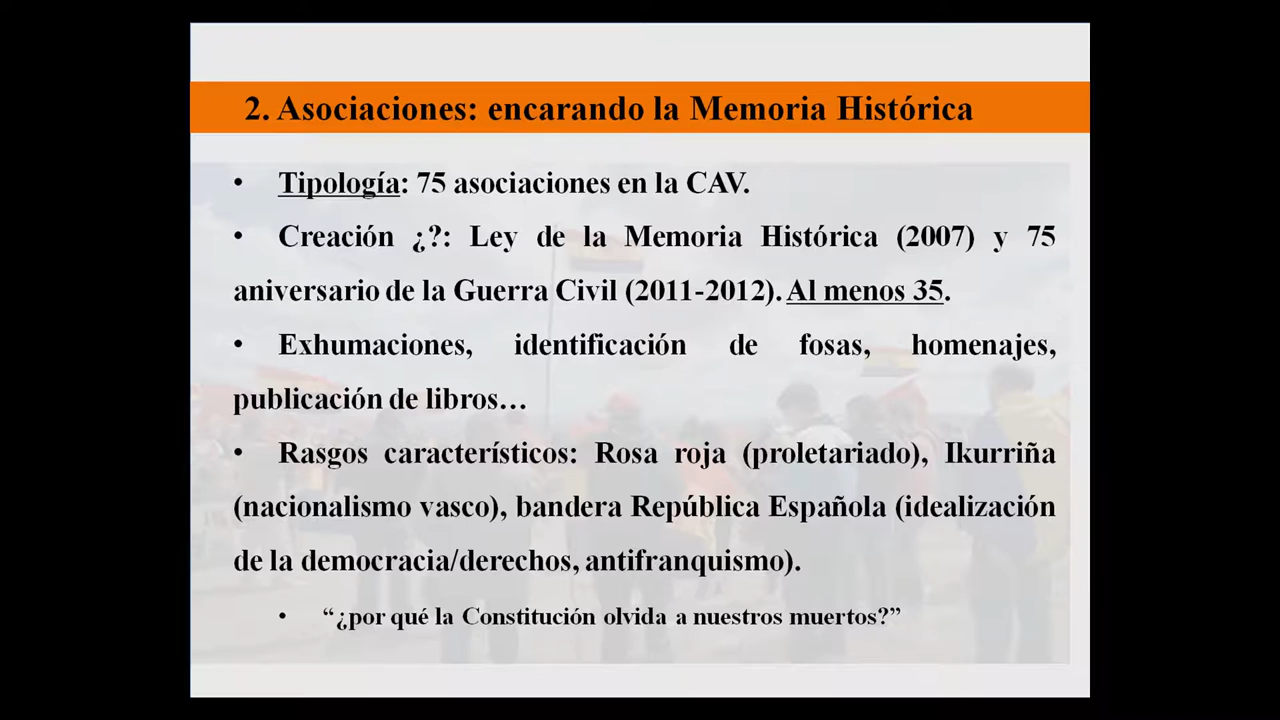 2. Asociaciones: encarando la Memoria Histórica
• Tipología: 75 asociaciones en la CAV.
• Creación ¿?: Ley de la Memoria Histórica (2007) y 75
aniversario de la Guerra Civil (2011-2012). Al menos 35.
• Exhumaciones, identificación de fosas, homenajes,
publicación de libros…
• Rasgos característicos: Rosa roja (proletariado), Ikurriña
(nacionalismo vasco), bandera República Española (idealización
de la democracia/derechos, antifranquismo).
• “¿por qué la Constitución olvida a nuestros muertos?”